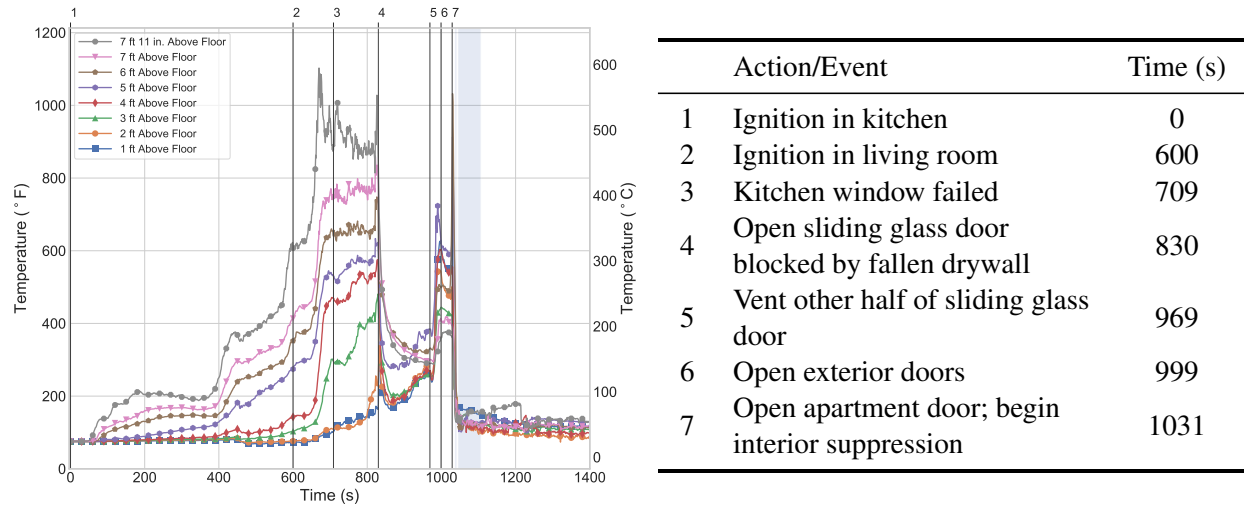 1 2 3 4 5 6 7
1200
1000
800
600
400
200
0
Temperature (°F)
7 ft 11 in. Above Floor
7 ft Above Floor
6 ft Above Floor
5 ft Above Floor
4 ft Above Floor
3 ft Above Floor
2 ft Above Floor
1 ft Above Floor
600
500
400
300
200
100
0
Temperature (°C)
0 200 400 600 800 1000 1200 1400
Time (s)
Action/Event Time (s)
1 Ignition in kitchen 0
2 Ignition in living room 600
3 Kitchen window failed 709
4 Open sliding glass door
blocked by fallen drywall 830
5 Vent other half of sliding glass
door 969
6 Open exterior doors 999
7 Open apartment door; begin
interior suppression 1031